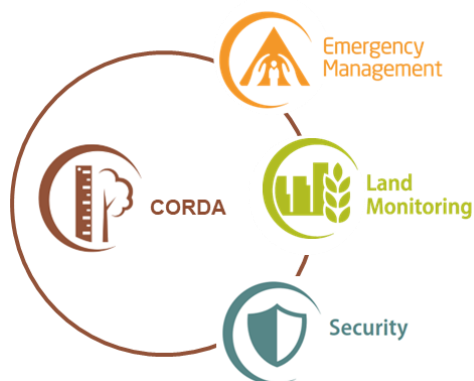 Emergency
Management
CORDA
Land
Monitoring
Security